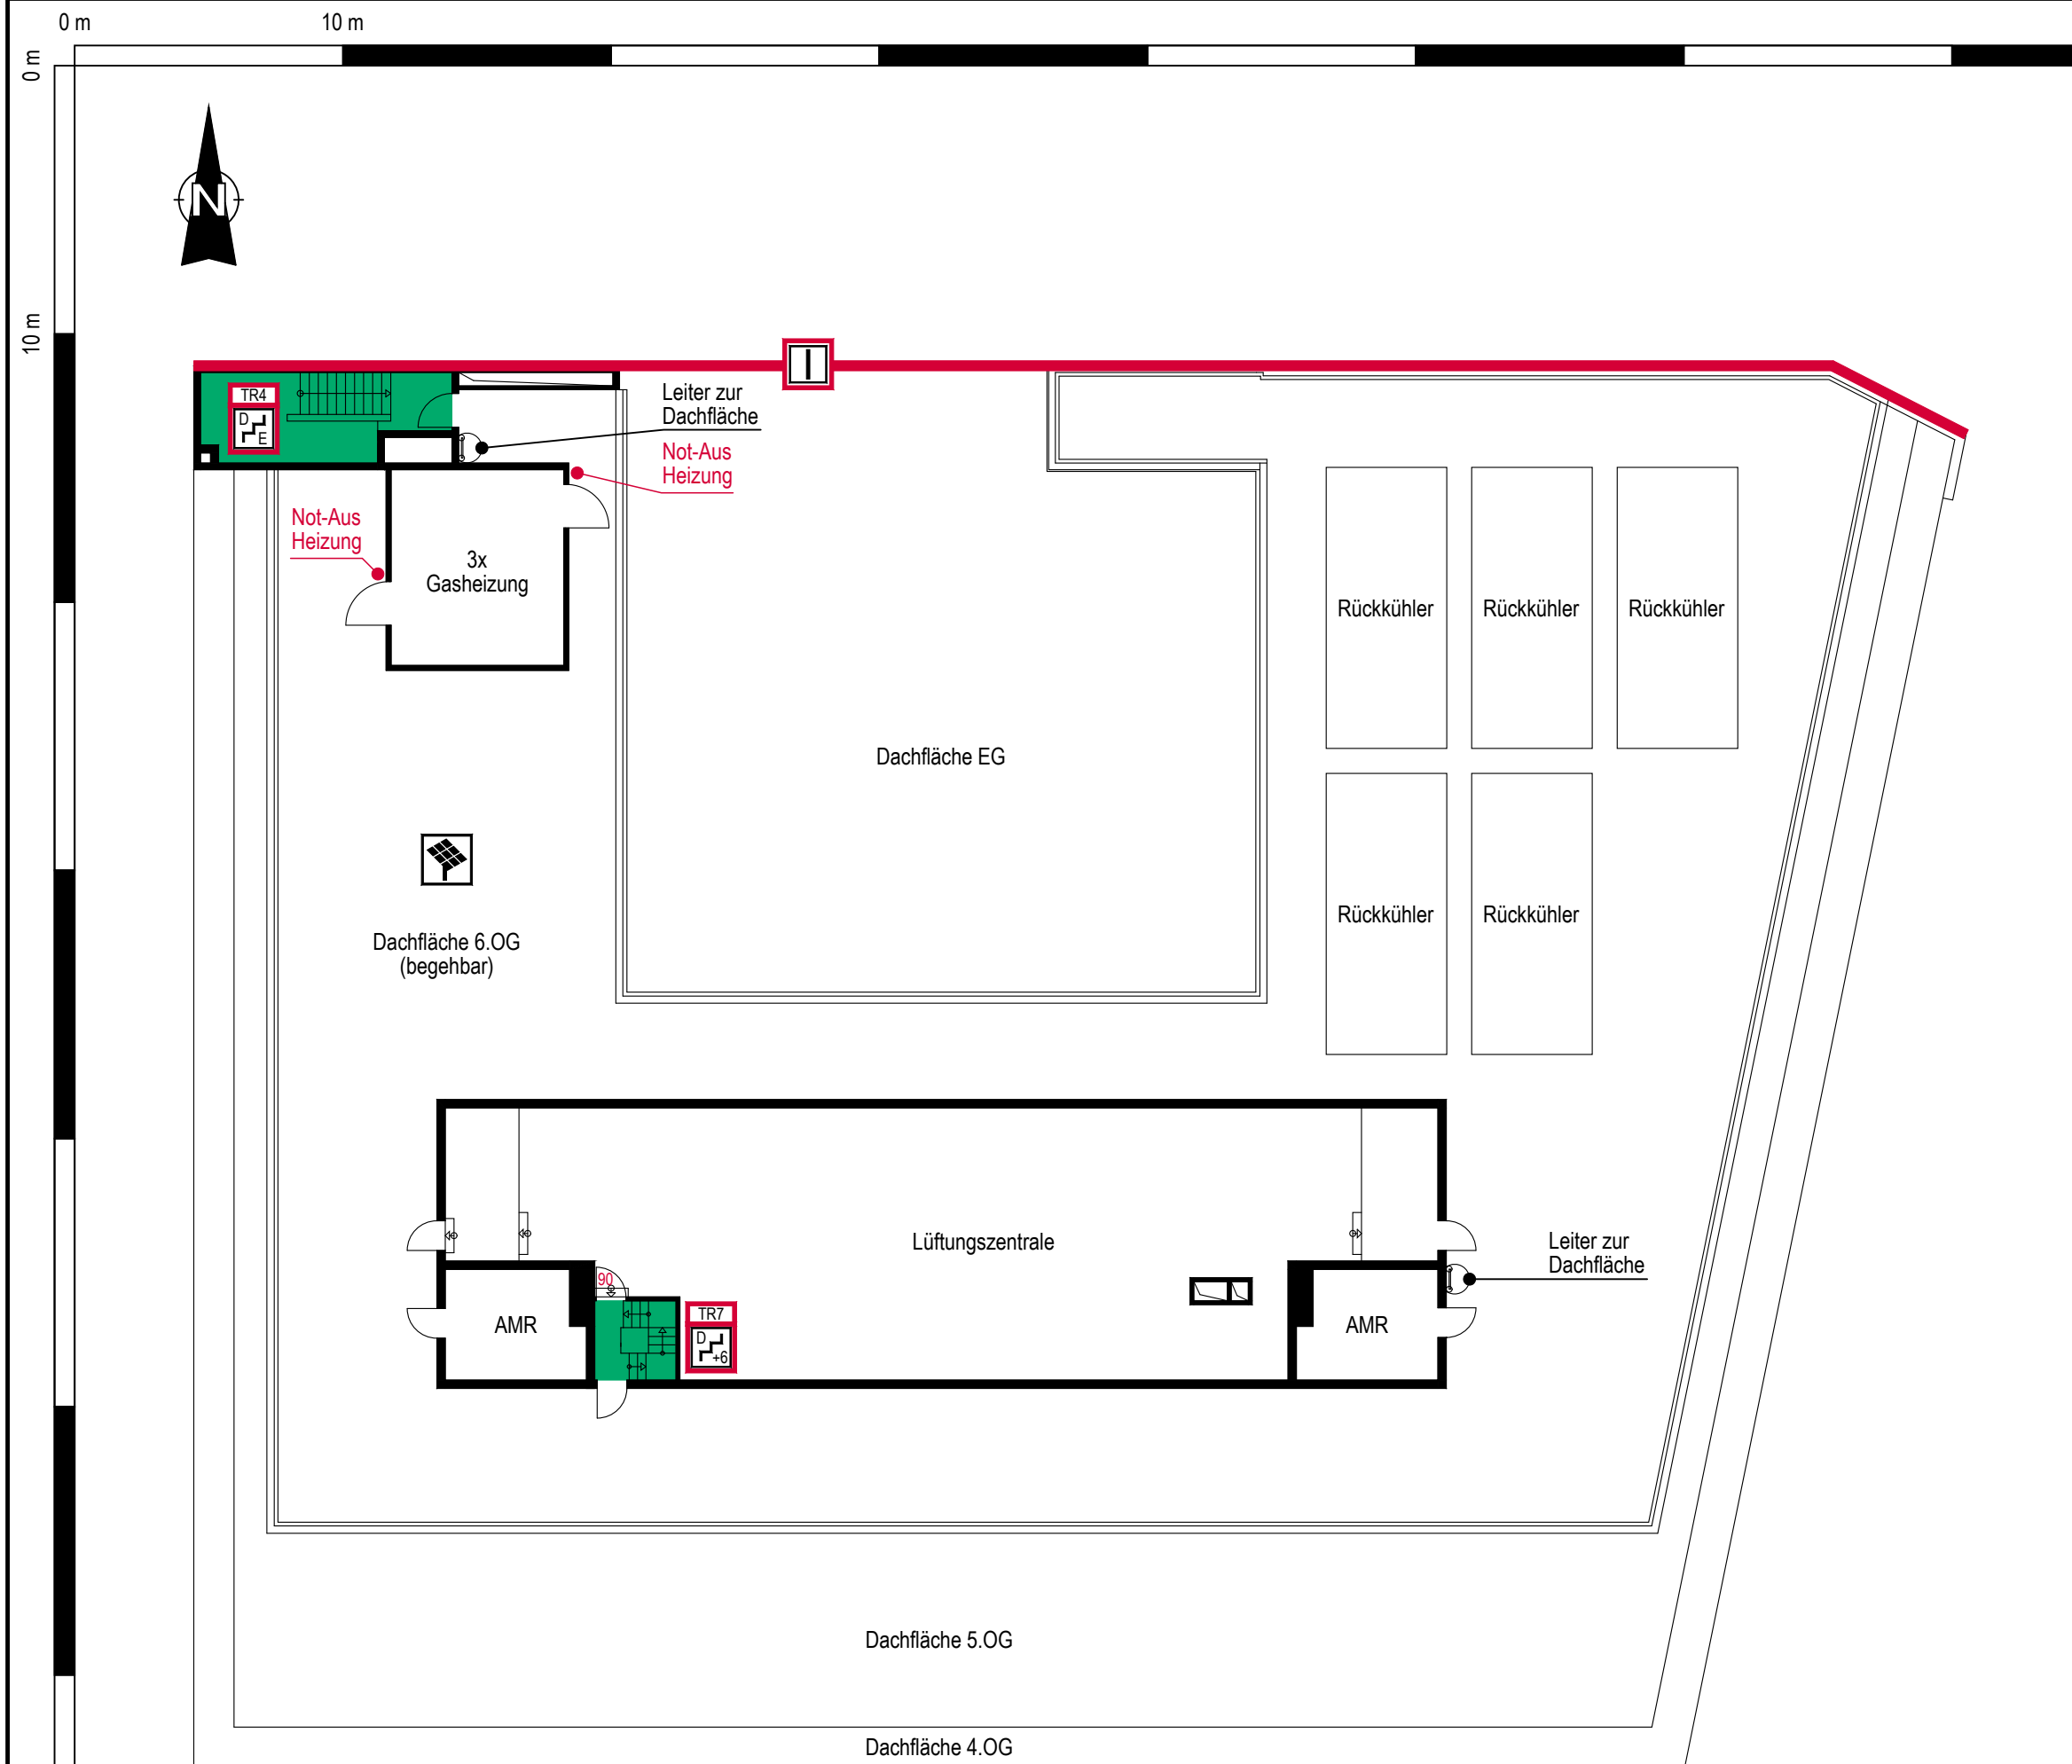 0 m
10 m
0 m
N
10 m
TR4
D
E
Leiter zur
Dachfläche
Not-Aus
Heizung
Not-Aus
Heizung
3x
Gasheizung
Rückkühler
Rückkühler
Rückkühler
Dachfläche EG
Rückkühler
Rückkühler
Dachfläche 6.OG
(begehbar)
Lüftungszentrale
Leiter zur
Dachfläche
90
AMR
TR7
D
+6
AMR
Dachfläche 5.OG
Dachfläche 4.OG